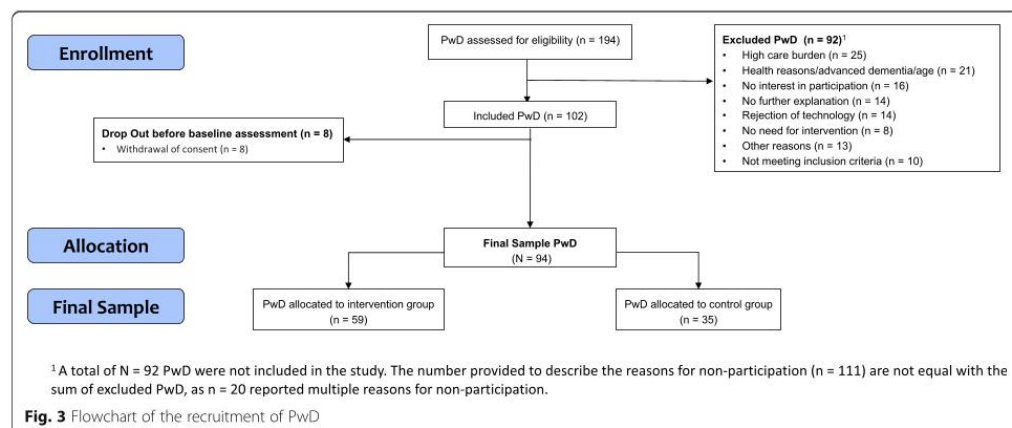 Enrollment
PwD assessed for eligibility (n = 194)
Excluded PwD (n = 92)¹
• High care burden (n = 25)
• Health reasons/advanced dementia/age (n = 21)
• No interest in participation (n = 16)
• No further explanation (n = 14)
• Rejection of technology (n = 14)
• No need for intervention (n = 8)
• Other reasons (n = 13)
• Not meeting inclusion criteria (n = 10)
Included PwD (n = 102)
Drop Out before baseline assessment (n = 8)
• Withdrawal of consent (n = 8)
Allocation
Final Sample PwD
(N = 94)
Final Sample
PwD allocated to intervention group
(n = 59)
PwD allocated to control group
(n = 35)
¹ A total of N = 92 PwD were not included in the study. The number provided to describe the reasons for non-participation (n = 111) are not equal with the
sum of excluded PwD, as n = 20 reported multiple reasons for non-participation.
Fig. 3 Flowchart of the recruitment of PwD